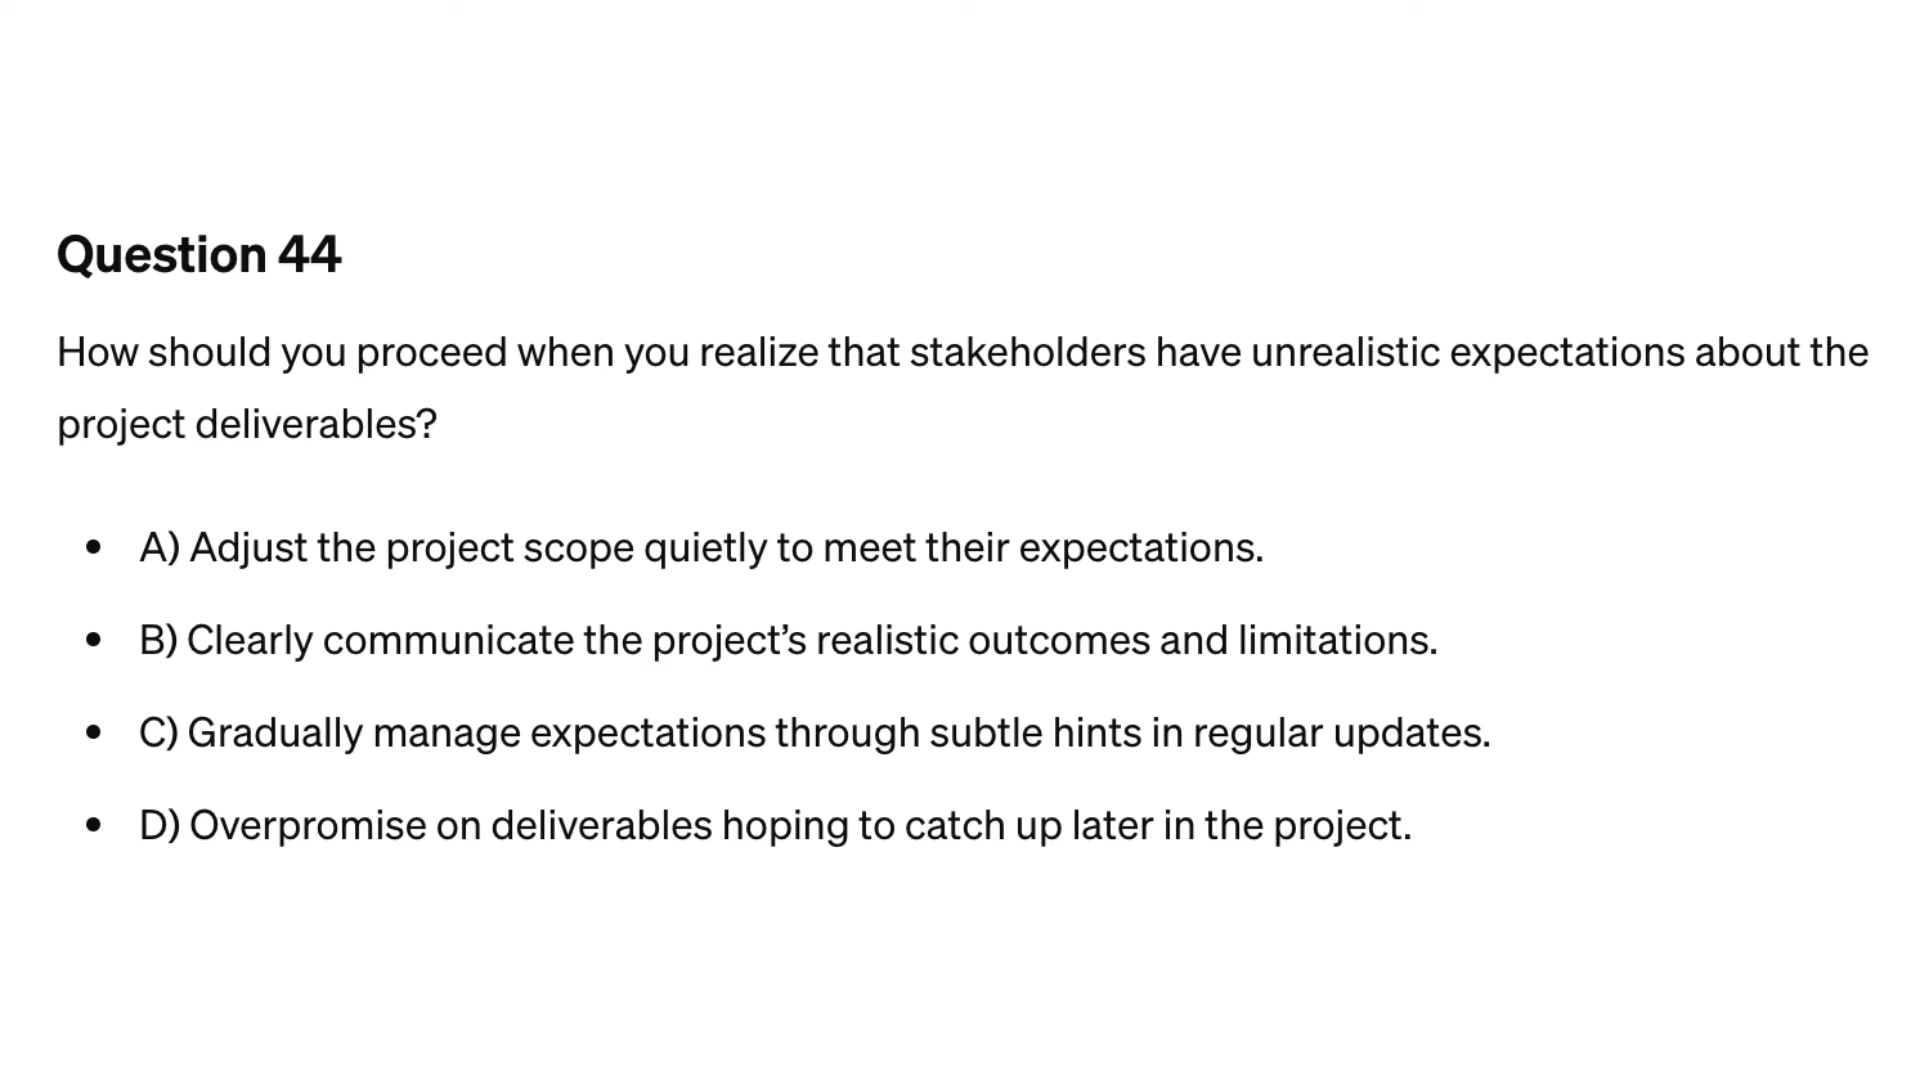 Question 44
How should you proceed when you realize that stakeholders have unrealistic expectations about the
project deliverables?
• A) Adjust the project scope quietly to meet their expectations.
• B) Clearly communicate the project’s realistic outcomes and limitations.
• C) Gradually manage expectations through subtle hints in regular updates.
• D) Overpromise on deliverables hoping to catch up later in the project.